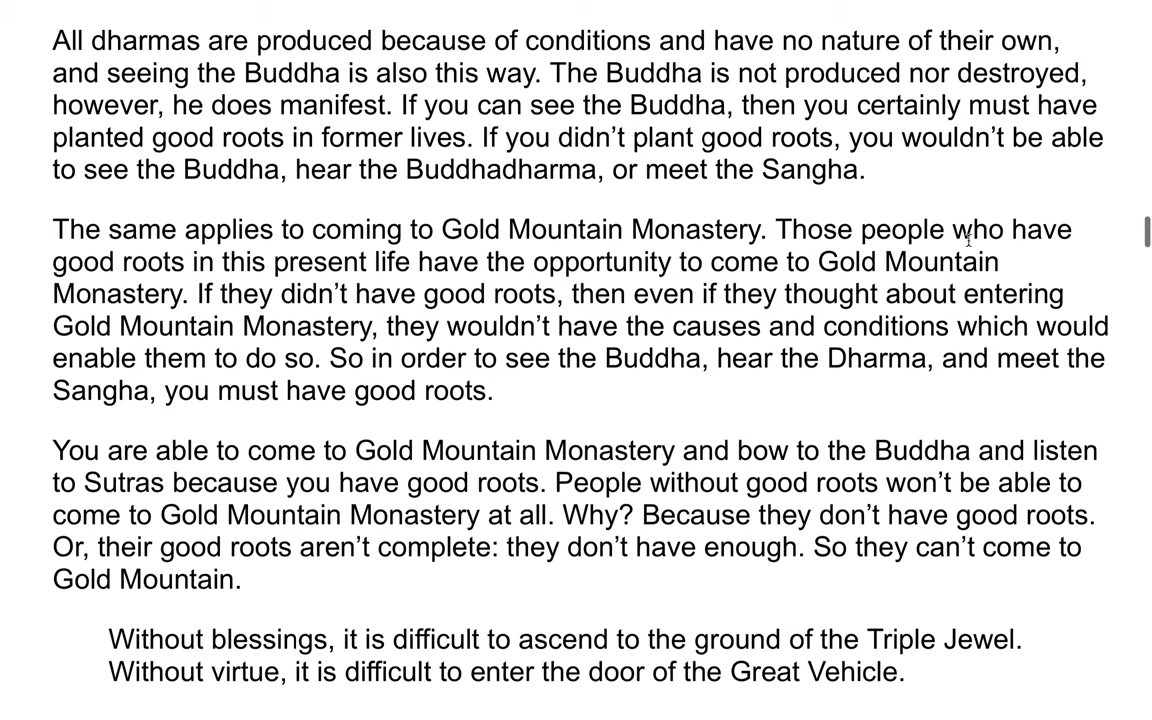 All dharmas are produced because of conditions and have no nature of their own,
and seeing the Buddha is also this way. The Buddha is not produced nor destroyed,
however, he does manifest. If you can see the Buddha, then you certainly must have
planted good roots in former lives. If you didn’t plant good roots, you wouldn’t be able
to see the Buddha, hear the Buddhadharma, or meet the Sangha.
The same applies to coming to Gold Mountain Monastery. Those people who have
good roots in this present life have the opportunity to come to Gold Mountain
Monastery. If they didn’t have good roots, then even if they thought about entering
Gold Mountain Monastery, they wouldn’t have the causes and conditions which would
enable them to do so. So in order to see the Buddha, hear the Dharma, and meet the
Sangha, you must have good roots.
You are able to come to Gold Mountain Monastery and bow to the Buddha and listen
to Sutras because you have good roots. People without good roots won’t be able to
come to Gold Mountain Monastery at all. Why? Because they don’t have good roots.
Or, their good roots aren’t complete: they don’t have enough. So they can’t come to
Gold Mountain.
Without blessings, it is difficult to ascend to the ground of the Triple Jewel.
Without virtue, it is difficult to enter the door of the Great Vehicle.